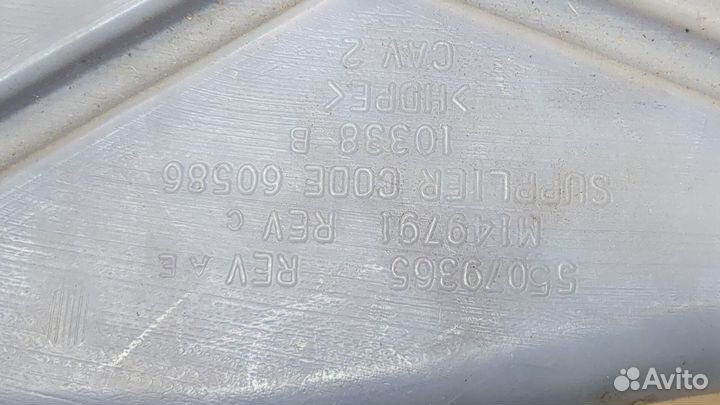 55079365 REV A E
M149791 REV C
SUPPLIER CODE 60586
10338-B
>HDPE<
CAV 2
Avito